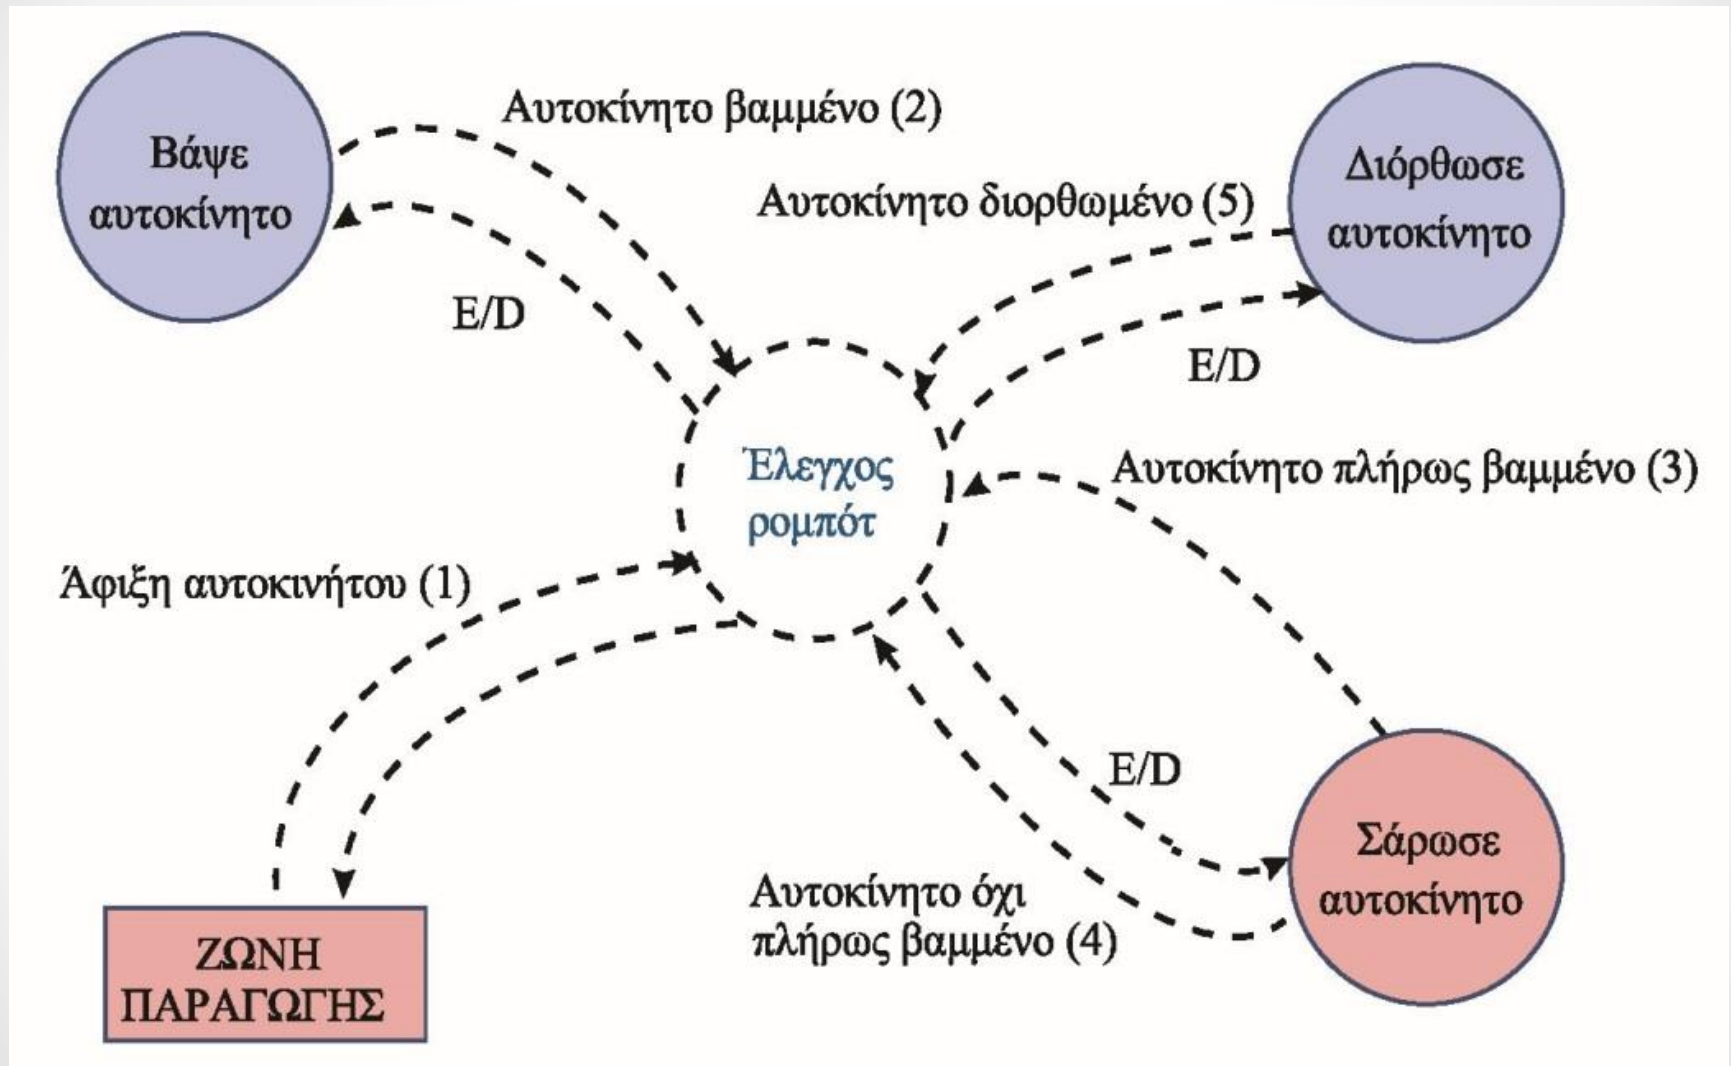 Βάψε
αυτοκίνητο
Αυτοκίνητο βαμμένο (2)
E/D
Διόρθωσε
αυτοκίνητο
Αυτοκίνητο διορθωμένο (5)
E/D
Έλεγχος
ρομπότ
Αυτοκίνητο πλήρως βαμμένο (3)
Άφιξη αυτοκινήτου (1)
E/D
Αυτοκίνητο όχι
πλήρως βαμμένο (4)
Σάρωσε
αυτοκίνητο
ΖΩΝΗ
ΠΑΡΑΓΩΓΗΣ